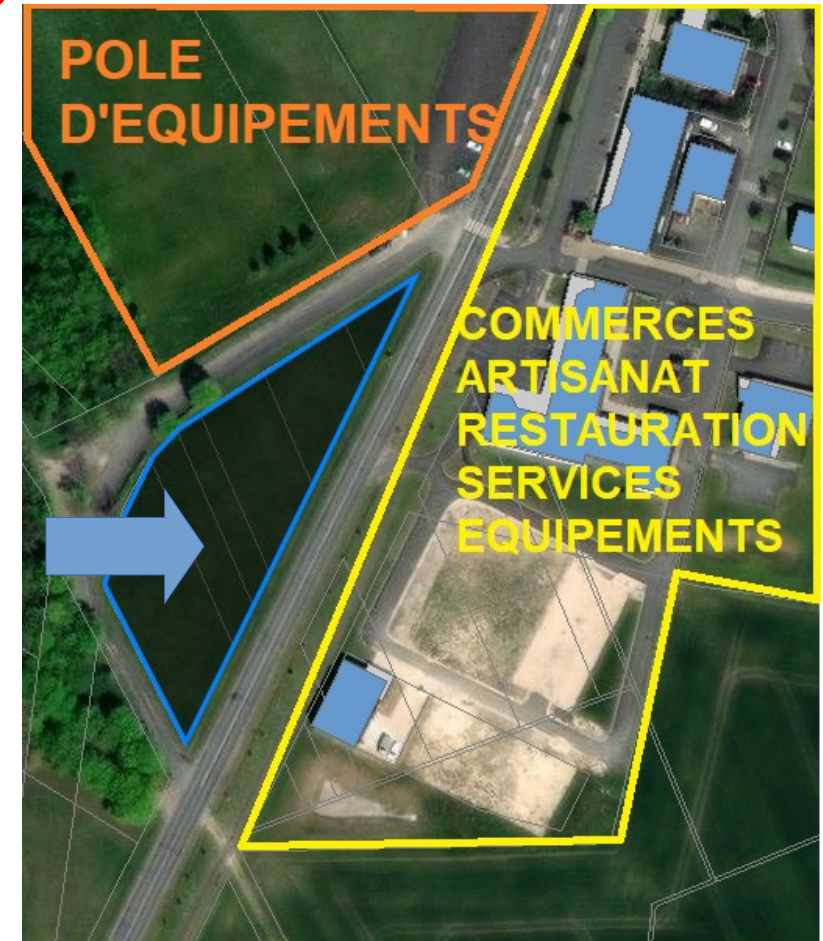 POLE
D'EQUIPEMENTS
COMMERCES
ARTISANAT
RESTAURATION
SERVICES
EQUIPEMENTS